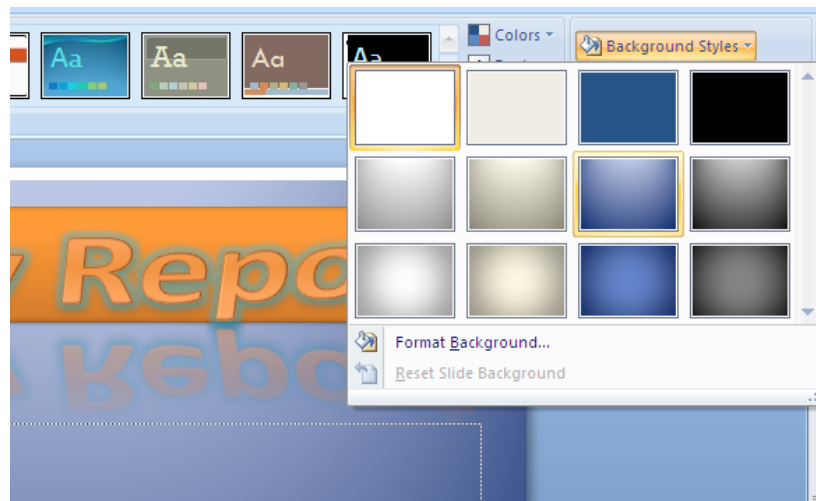 Colors
Aa
Aa
Aa
Aa
Background Styles
y Repo
Format Background...
Reset Slide Background